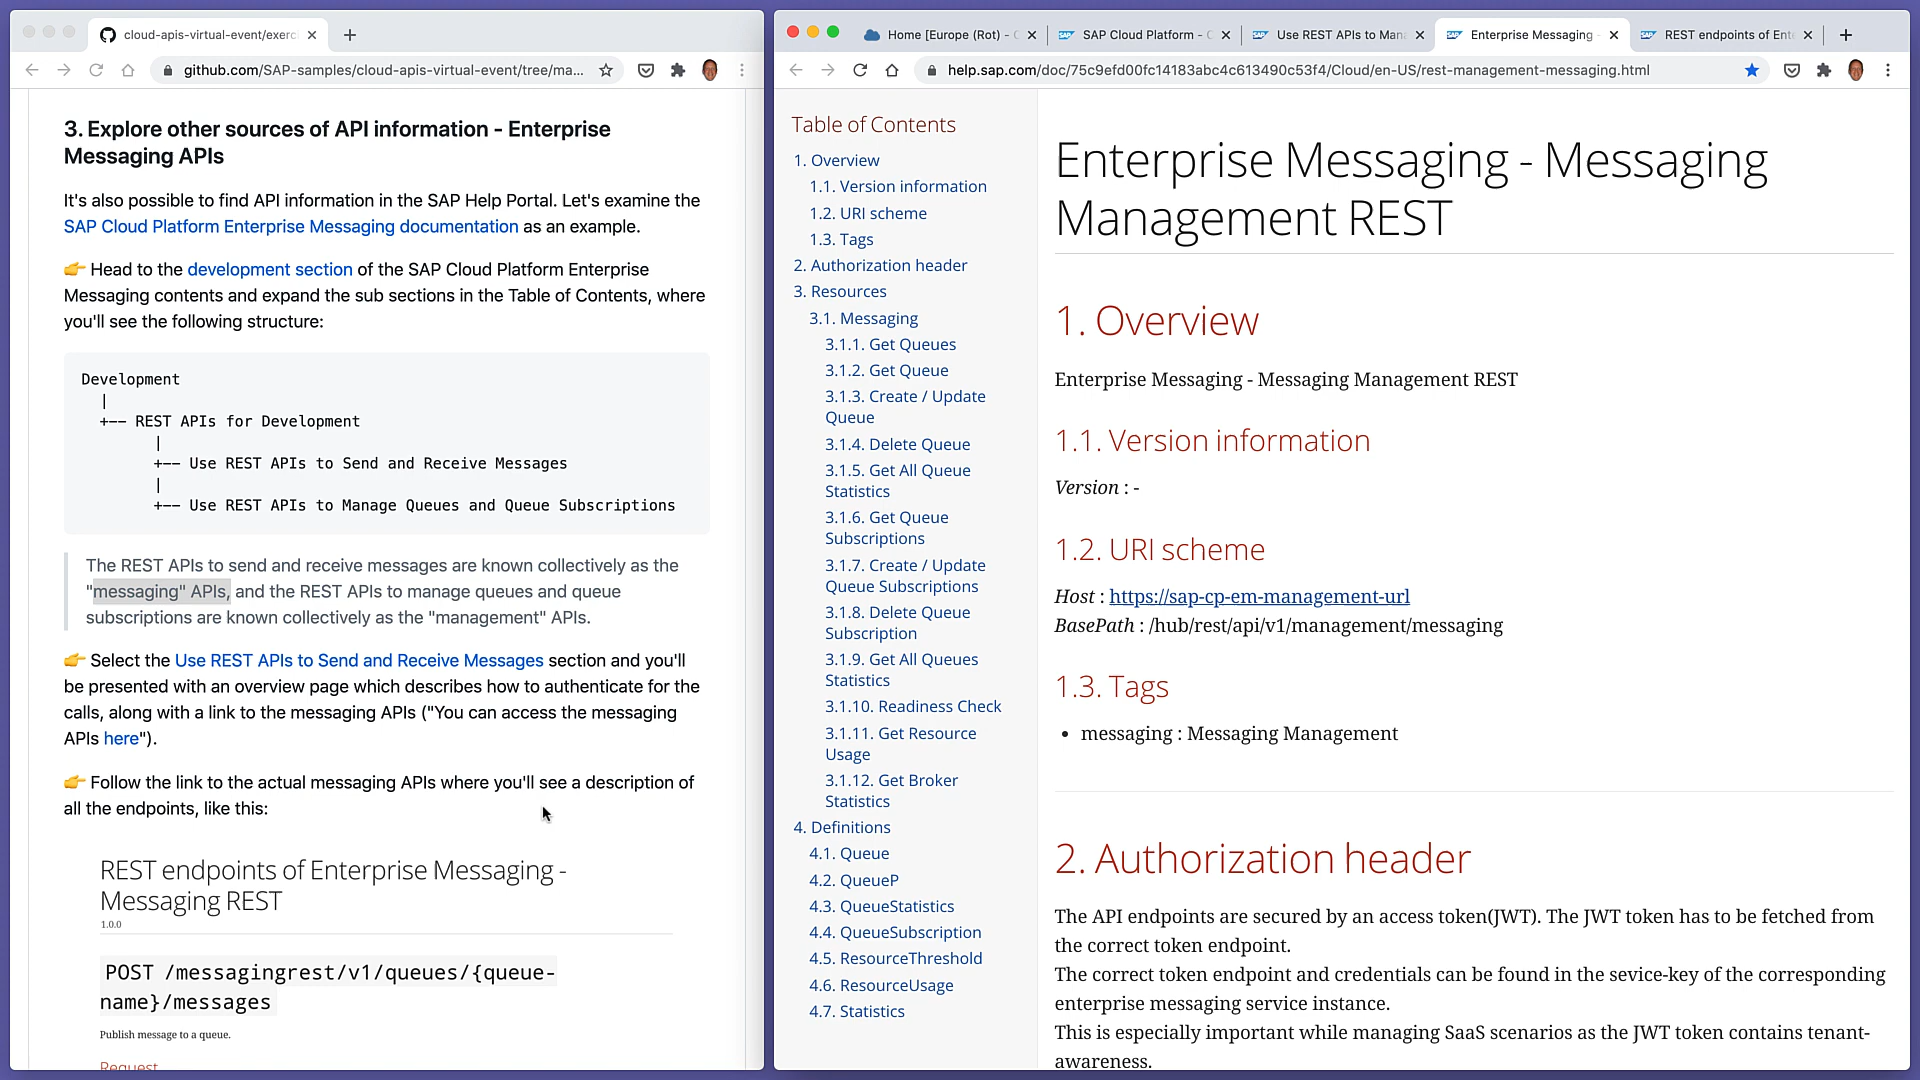 cloud-apis-virtual-event/exerc
github.com/SAP-samples/cloud-apis-virtual-event/tree/ma...
3. Explore other sources of API information - Enterprise
Messaging APIs
It's also possible to find API information in the SAP Help Portal. Let's examine the
SAP Cloud Platform Enterprise Messaging documentation as an example.
👉 Head to the development section of the SAP Cloud Platform Enterprise
Messaging contents and expand the sub sections in the Table of Contents, where
you'll see the following structure:
Development
|
+-- REST APIs for Development
|
+-- Use REST APIs to Send and Receive Messages
|
+-- Use REST APIs to Manage Queues and Queue Subscriptions
The REST APIs to send and receive messages are known collectively as the
"messaging" APIs, and the REST APIs to manage queues and queue
subscriptions are known collectively as the "management" APIs.
👉 Select the Use REST APIs to Send and Receive Messages section and you'll
be presented with an overview page which describes how to authenticate for the
calls, along with a link to the messaging APIs ("You can access the messaging
APIs here").
👉 Follow the link to the actual messaging APIs where you'll see a description of
all the endpoints, like this:
REST endpoints of Enterprise Messaging -
Messaging REST
1.0.0
POST /messagingrest/v1/queues/{queue-
name}/messages
Publish message to a queue.
Request
Home [Europe (Rot) - C
SAP Cloud Platform - C
Use REST APIs to Man
Enterprise Messaging -
REST endpoints of Ente
help.sap.com/doc/75c9efd00fc14183abc4c613490c53f4/Cloud/en-US/rest-management-messaging.html
Table of Contents
1. Overview
1.1. Version information
1.2. URI scheme
1.3. Tags
2. Authorization header
3. Resources
3.1. Messaging
3.1.1. Get Queues
3.1.2. Get Queue
3.1.3. Create / Update
Queue
3.1.4. Delete Queue
3.1.5. Get All Queue
Statistics
3.1.6. Get Queue
Subscriptions
3.1.7. Create / Update
Queue Subscriptions
3.1.8. Delete Queue
Subscription
3.1.9. Get All Queues
Statistics
3.1.10. Readiness Check
3.1.11. Get Resource
Usage
3.1.12. Get Broker
Statistics
4. Definitions
4.1. Queue
4.2. QueueP
4.3. QueueStatistics
4.4. QueueSubscription
4.5. ResourceThreshold
4.6. ResourceUsage
4.7. Statistics
Enterprise Messaging - Messaging
Management REST
1. Overview
Enterprise Messaging - Messaging Management REST
1.1. Version information
Version : -
1.2. URI scheme
Host : https://sap-cp-em-management-url
BasePath : /hub/rest/api/v1/management/messaging
1.3. Tags
• messaging : Messaging Management
2. Authorization header
The API endpoints are secured by an access token(JWT). The JWT token has to be fetched from
the correct token endpoint.
The correct token endpoint and credentials can be found in the sevice-key of the corresponding
enterprise messaging service instance.
This is especially important while managing SaaS scenarios as the JWT token contains tenant-
awareness.